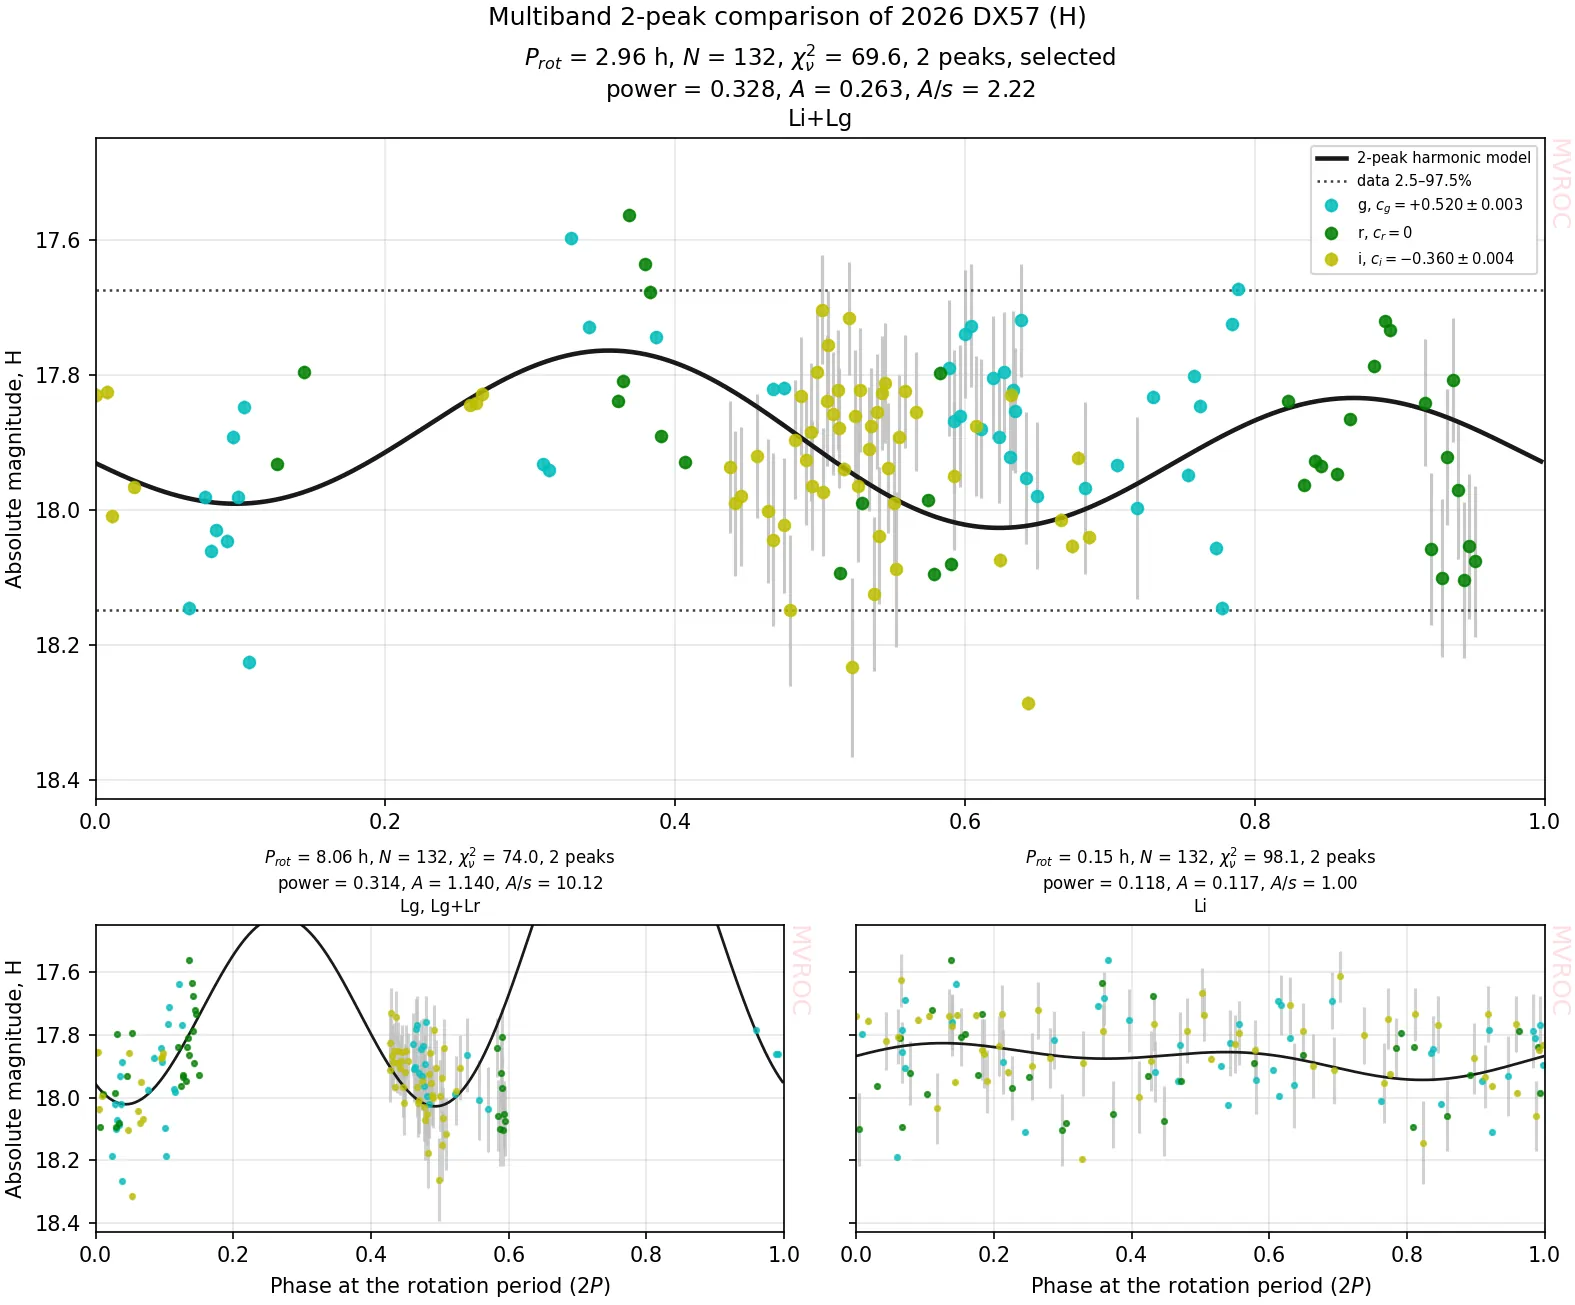 Multiband 2-peak comparison of 2026 DX57 (H)
P_rot = 2.96 h, N = 132, χ²_ν = 69.6, 2 peaks, selected
power = 0.328, A = 0.263, A/s = 2.22
Li+Lg
2-peak harmonic model
data 2.5–97.5%
g, c_g = +0.520 ± 0.003
r, c_r = 0
i, c_i = −0.360 ± 0.004
MVROC
Absolute magnitude, H
17.6
17.8
18.0
18.2
18.4
0.0 0.2 0.4 0.6 0.8 1.0
P_rot = 8.06 h, N = 132, χ²_ν = 74.0, 2 peaks
power = 0.314, A = 1.140, A/s = 10.12
Lg, Lg+Lr
MVROC
Absolute magnitude, H
17.6
17.8
18.0
18.2
18.4
0.0 0.2 0.4 0.6 0.8 1.0
Phase at the rotation period (2P)
P_rot = 0.15 h, N = 132, χ²_ν = 98.1, 2 peaks
power = 0.118, A = 0.117, A/s = 1.00
Li
MVROC
0.0 0.2 0.4 0.6 0.8 1.0
Phase at the rotation period (2P)